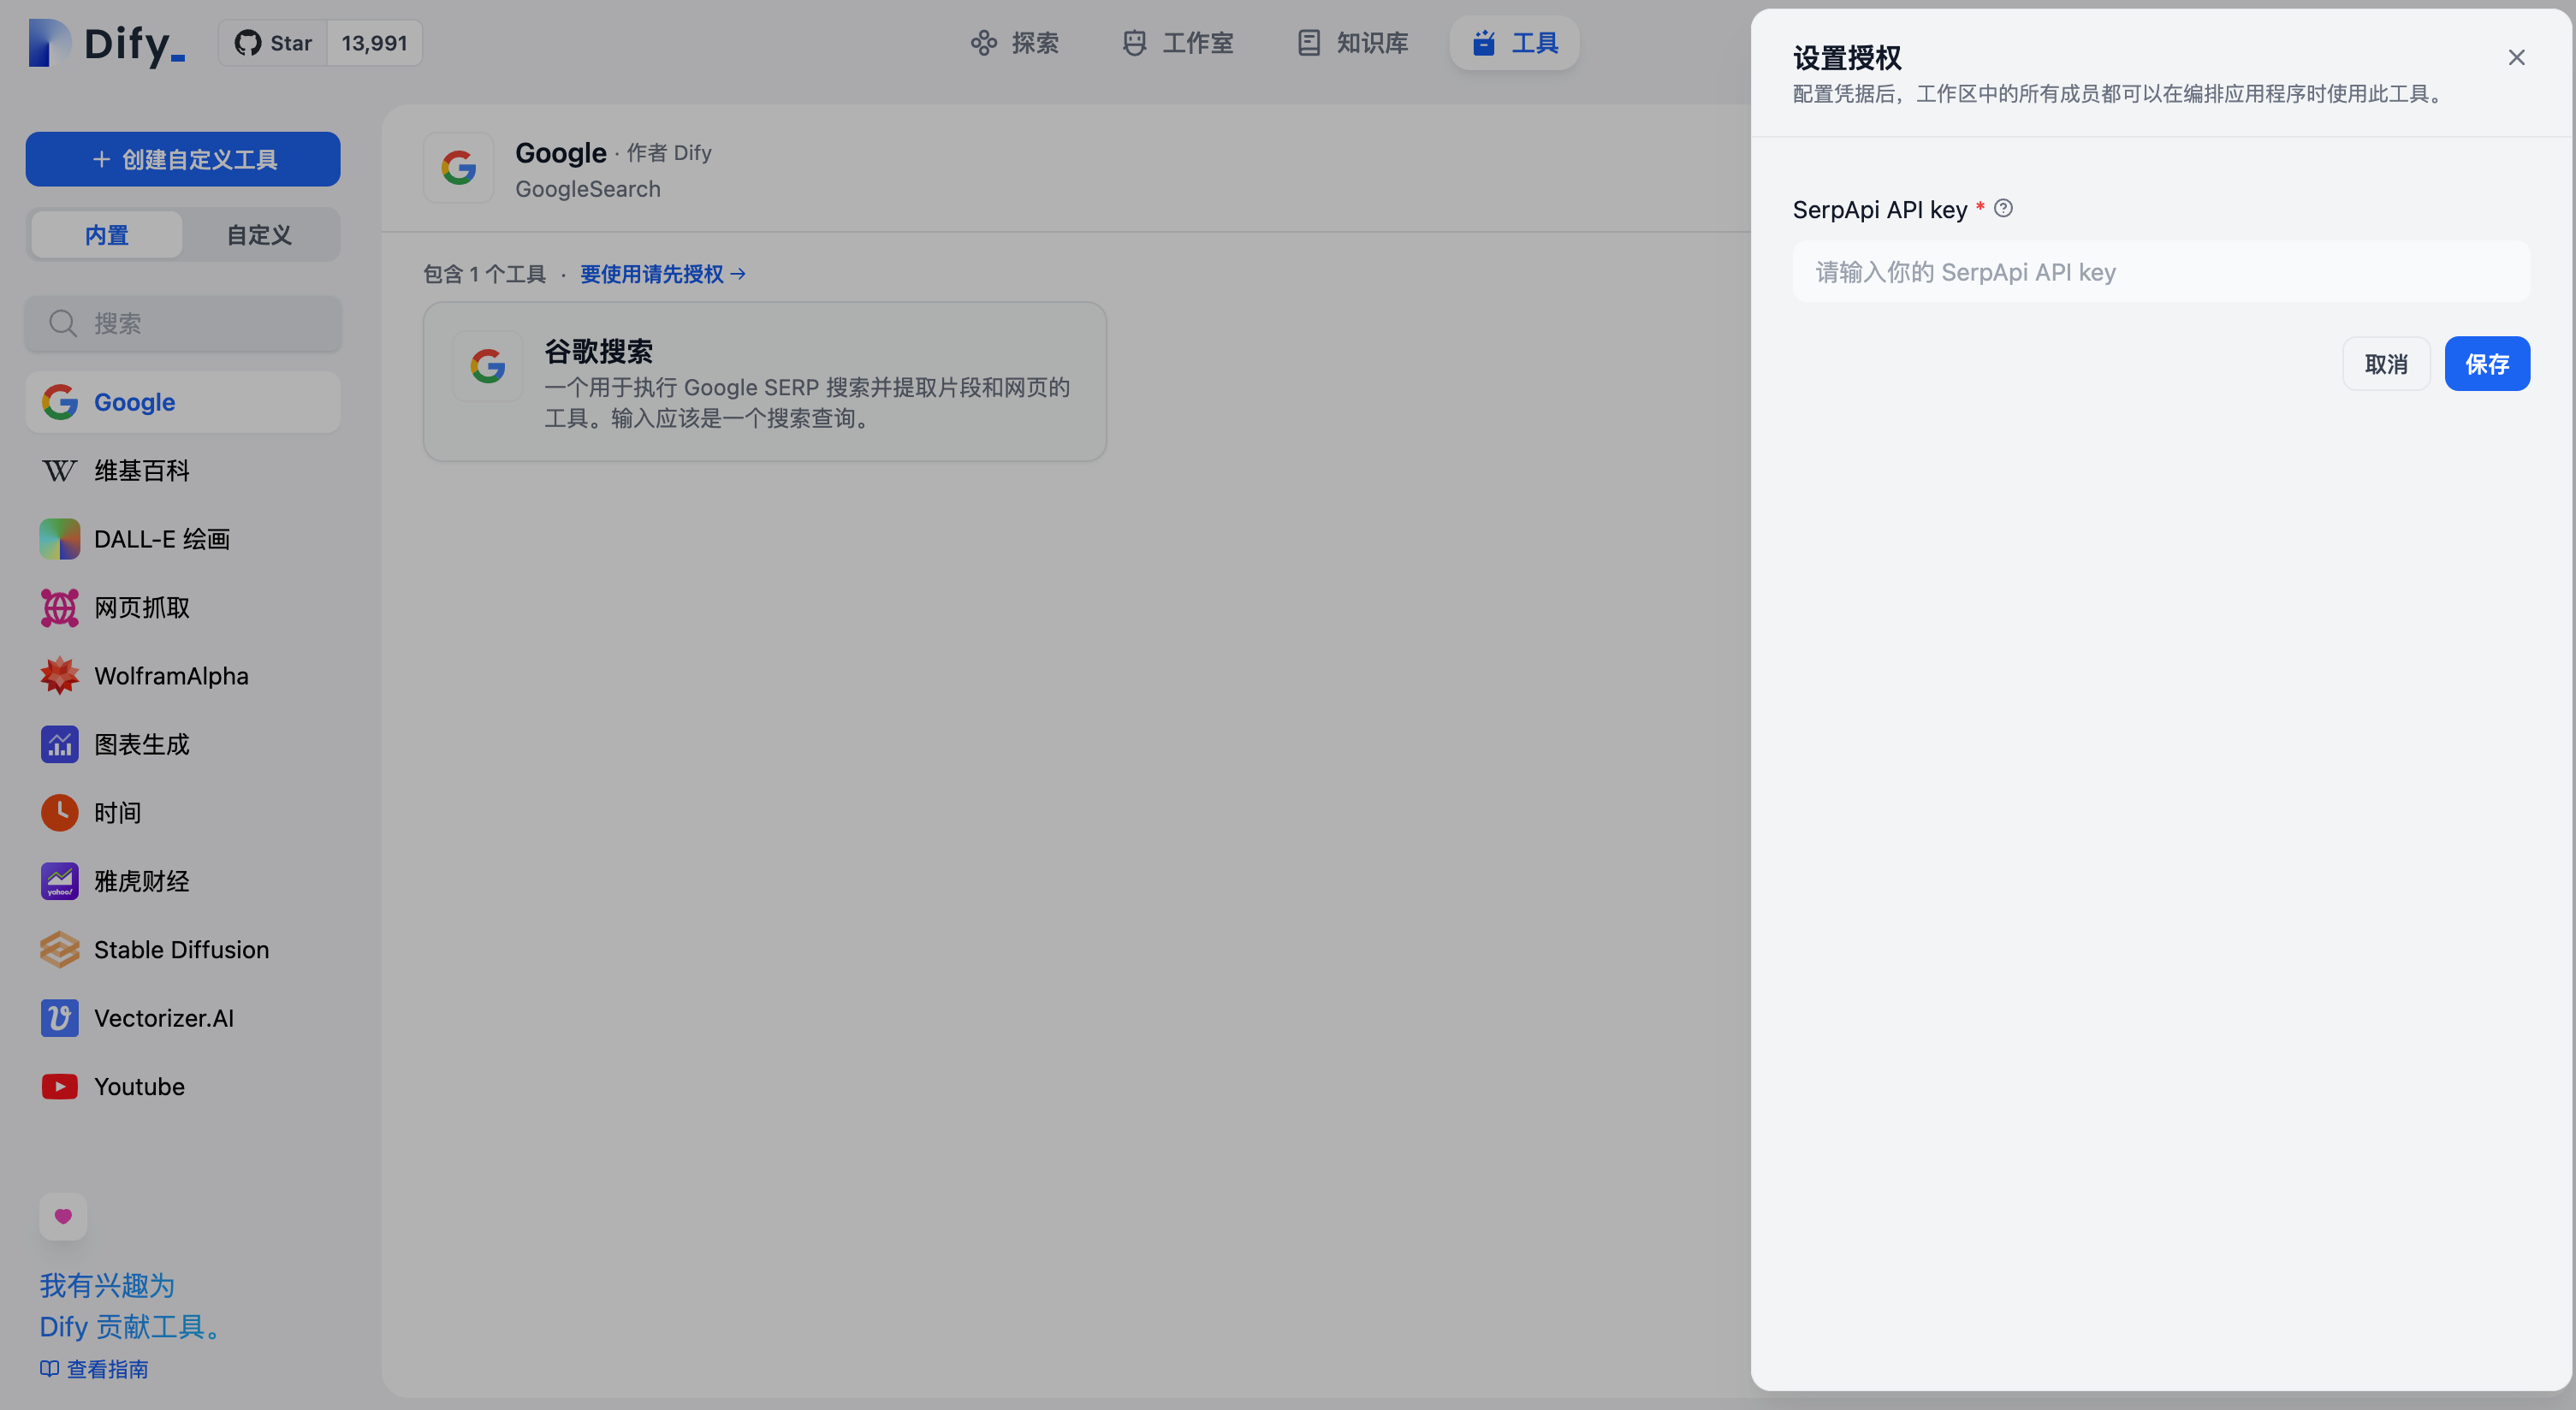 Dify_
Star 13,991
探索
工作室
知识库
工具
创建自定义工具
内置
自定义
搜索
Google
维基百科
DALL-E 绘画
网页抓取
WolframAlpha
图表生成
时间
雅虎财经
yahoo!
Stable Diffusion
Vectorizer.AI
Youtube
我有兴趣为
Dify 贡献工具。
查看指南
Google · 作者 Dify
GoogleSearch
包含 1 个工具 · 要使用请先授权 →
谷歌搜索
一个用于执行 Google SERP 搜索并提取片段和网页的
工具。输入应该是一个搜索查询。
设置授权
配置凭据后，工作区中的所有成员都可以在编排应用程序时使用此工具。
SerpApi API key *
请输入你的 SerpApi API key
取消
保存